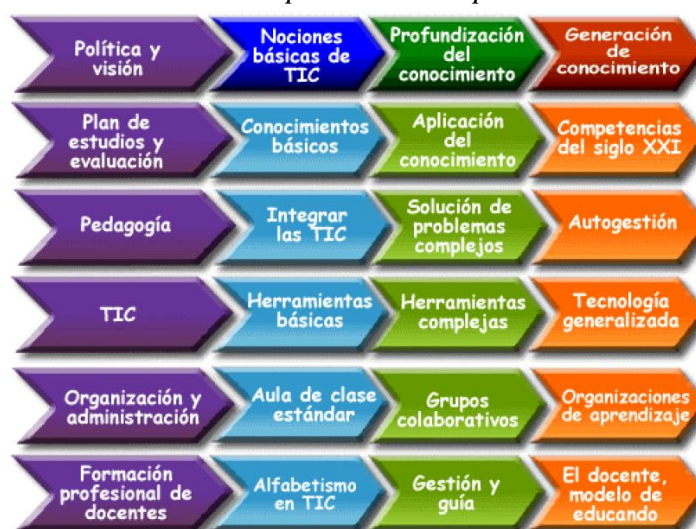 Política y
visión
Nociones
básicas de
TIC
Profundización
del
conocimiento
Generación
de
conocimiento
Plan de
estudios y
evaluación
Conocimientos
básicos
Aplicación
del
conocimiento
Competencias
del siglo XXI
Pedagogía
Integrar
las TIC
Solución de
problemas
complejos
Autogestión
TIC
Herramientas
básicas
Herramientas
complejas
Tecnología
generalizada
Organización y
administración
Aula de clase
estándar
Grupos
colaborativos
Organizaciones
de aprendizaje
Formación
profesional de
docentes
Alfabetismo
en TIC
Gestión y
guía
El docente,
modelo de
educando